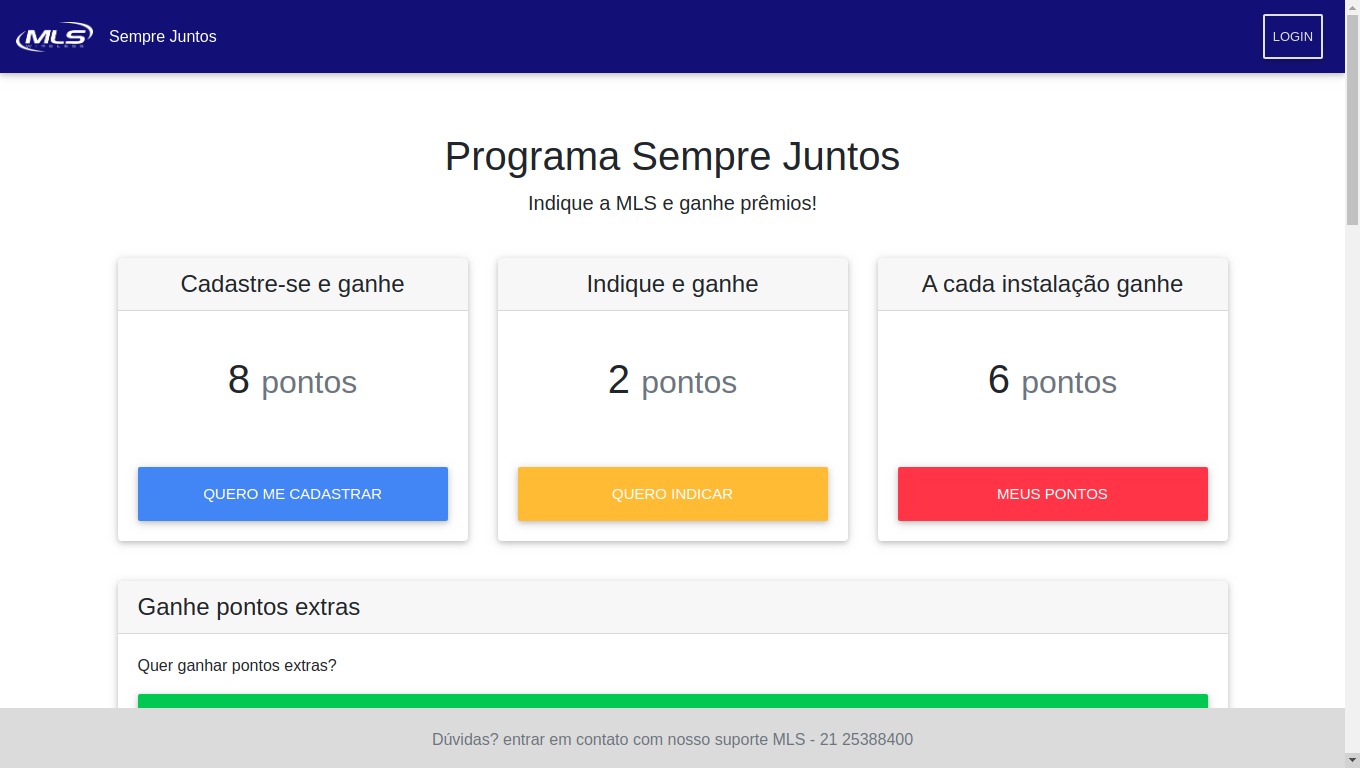 MLS
WIRELESS
Sempre Juntos
LOGIN
Programa Sempre Juntos
Indique a MLS e ganhe prêmios!
Cadastre-se e ganhe
8 pontos
QUERO ME CADASTRAR
Indique e ganhe
2 pontos
QUERO INDICAR
A cada instalação ganhe
6 pontos
MEUS PONTOS
Ganhe pontos extras
Quer ganhar pontos extras?
Dúvidas? entrar em contato com nosso suporte MLS - 21 25388400